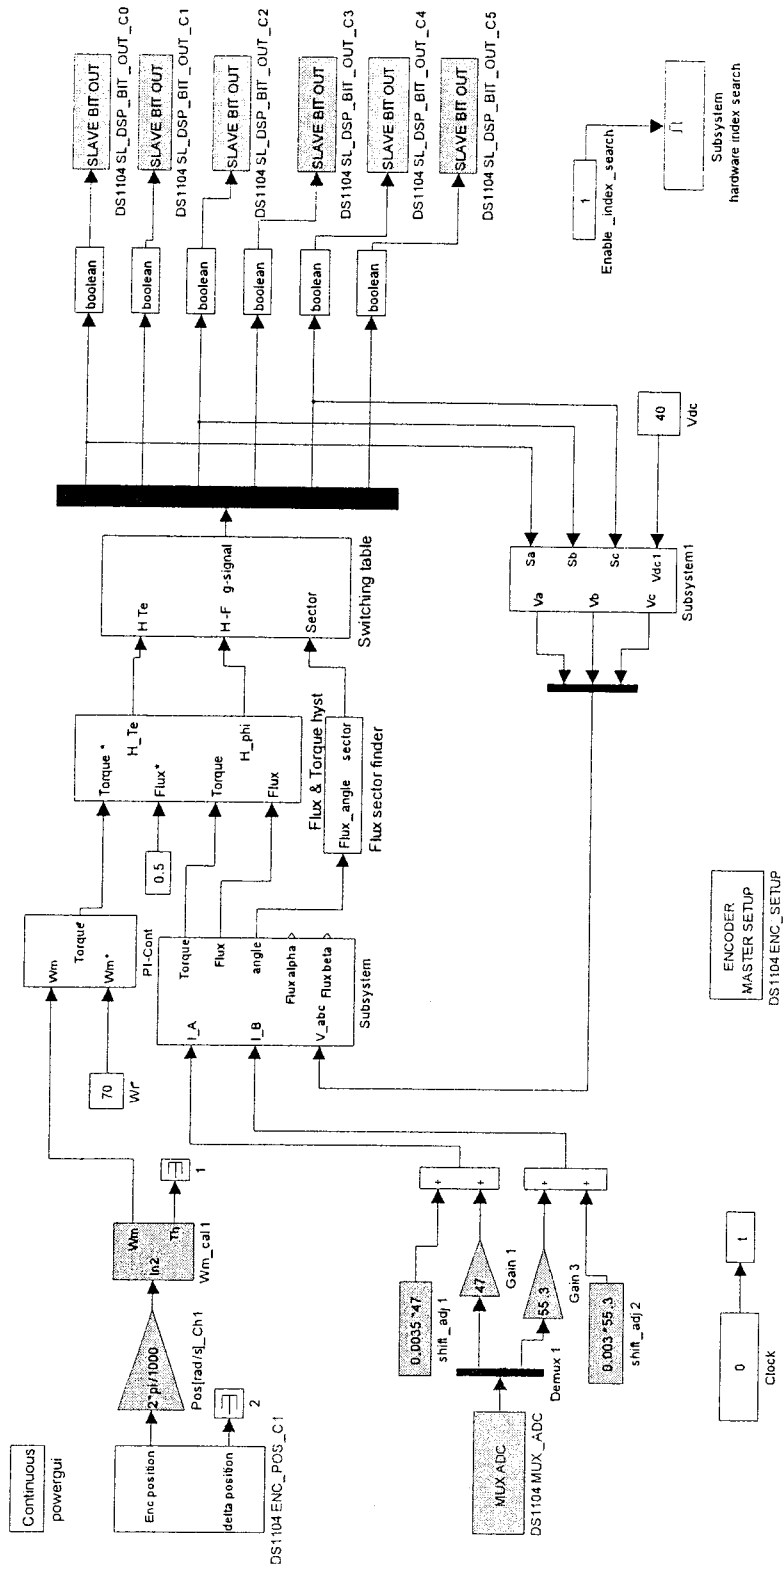 Continuous
powergui
Enc position
delta position
DS1104 ENC_POS_C1
2*pi/1000
Pos[rad/s]_Ch1
2
In2
Wm
Th
Wm_cal1
1
70
Wr*
Wm
Wm*
Torque*
PI-Cont
0.5
Torque *
Flux*
Torque
Flux
H_Te
H_phi
Flux & Torque hyst
I_A
I_B
V_abc
Torque
Flux
angle
Flux alpha
Flux beta
Subsystem
Flux_angle
sector
Flux sector finder
H Te
H -F
Sector
g-signal
Switching table
boolean
boolean
boolean
boolean
boolean
boolean
SLAVE BIT OUT
DS1104 SL_DSP_BIT_OUT_C0
SLAVE BIT OUT
DS1104 SL_DSP_BIT_OUT_C1
SLAVE BIT OUT
DS1104 SL_DSP_BIT_OUT_C2
SLAVE BIT OUT
DS1104 SL_DSP_BIT_OUT_C3
SLAVE BIT OUT
DS1104 SL_DSP_BIT_OUT_C4
SLAVE BIT OUT
DS1104 SL_DSP_BIT_OUT_C5
MUX ADC
DS1104 MUX_ADC
Demux 1
0.0035 *47
shift_adj 1
47
Gain 1
55 .3
Gain 3
0.003 *55 .3
shift_adj 2
+
+
+
+
Sa
Sb
Sc
Vdc1
Va
Vb
Vc
Subsystem1
40
Vdc
1
Enable _index _search
Subsystem
hardware index search
0
Clock
t
ENCODER
MASTER SETUP
DS1104 ENC_SETUP